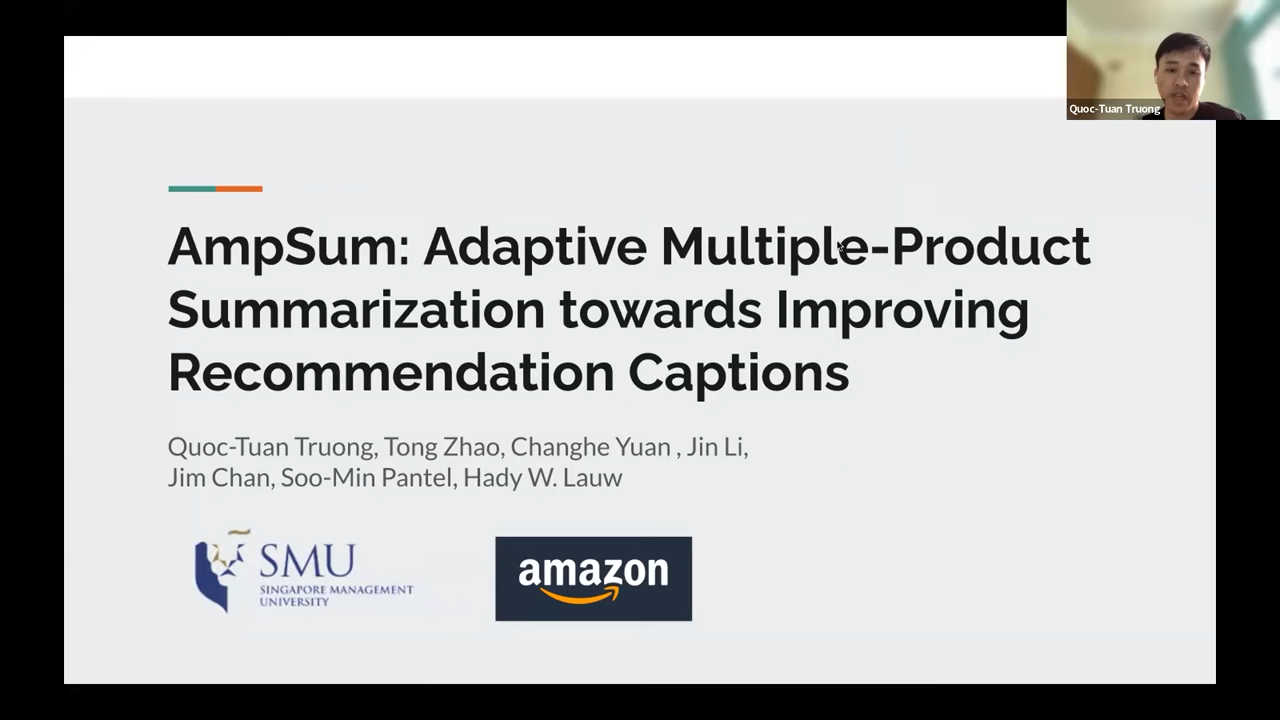 Quoc-Tuan Truong
AmpSum: Adaptive Multiple-Product
Summarization towards Improving
Recommendation Captions
Quoc-Tuan Truong, Tong Zhao, Changhe Yuan , Jin Li,
Jim Chan, Soo-Min Pantel, Hady W. Lauw
SMU
SINGAPORE MANAGEMENT
UNIVERSITY
amazon